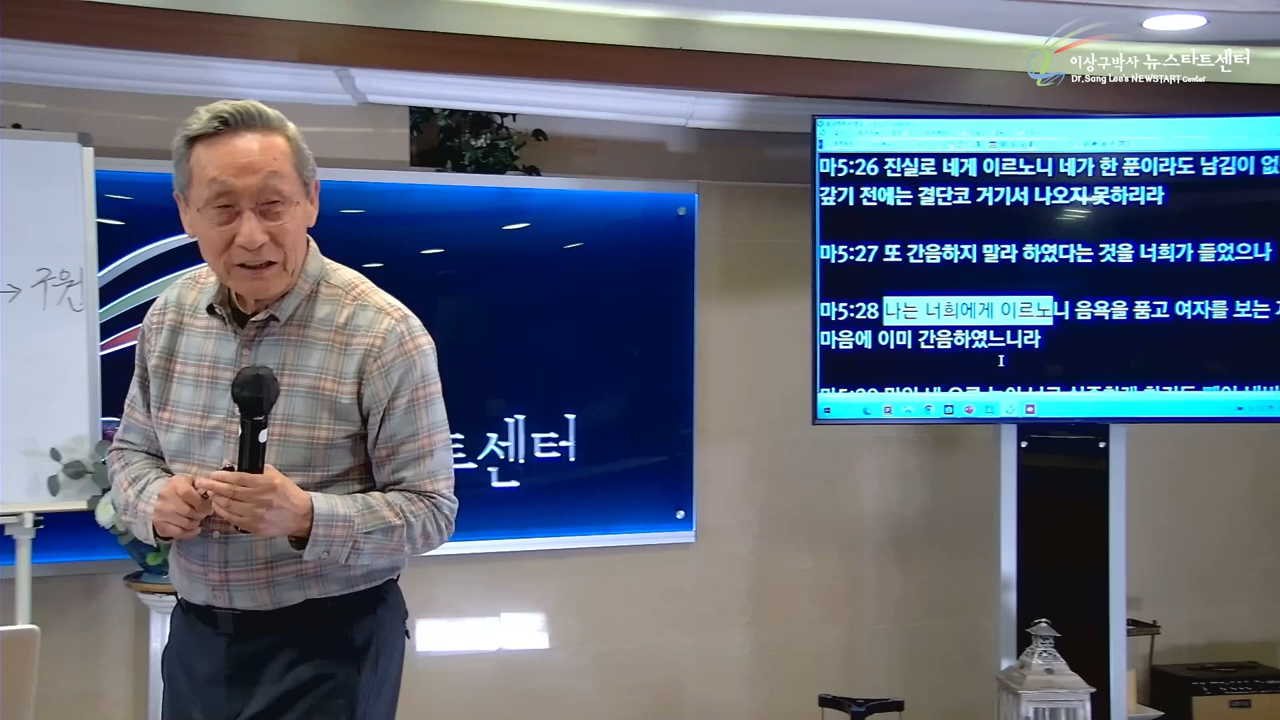 이상구박사 뉴스타트센터
Dr. Sang Lee's NEWSTART Center
마5:26 진실로 네게 이르노니 네가 한 푼이라도 남김이 없
갚기 전에는 결단코 거기서 나오지 못하리라
마5:27 또 간음하지 말라 하였다는 것을 너희가 들었으나
마5:28 나는 너희에게 이르노니 음욕을 품고 여자를 보는
마음에 이미 간음하였느니라
→ 구원
트센터